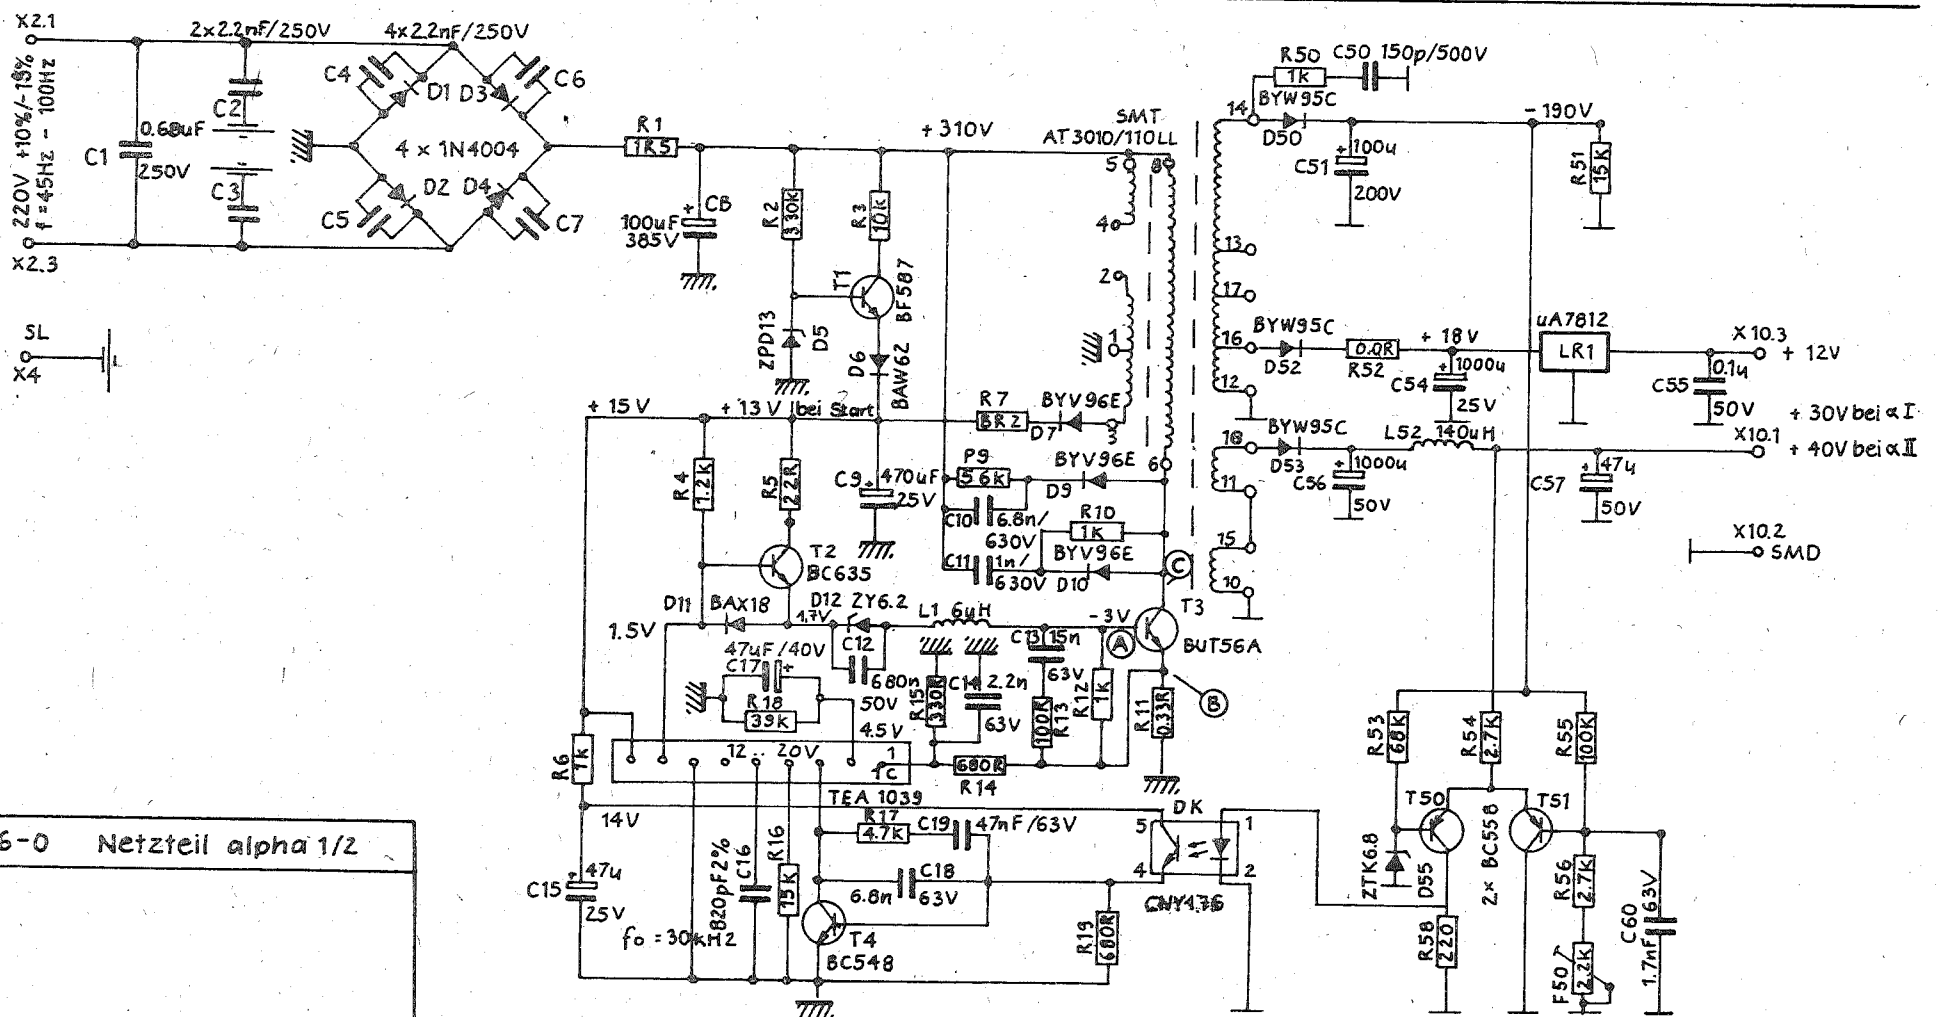 X2.1
220V +10%/-15%
f = 45Hz - 100Hz
X2.3
2x2.2nF/250V
4x2.2nF/250V
C1
0.68uF
250V
C2
C3
C4
C5
C6
C7
D1
D3
D2
D4
4 x 1N4004
SL
X4
R1
1R5
C8
100uF
385V
+310V
R2
330K
R3
10K
T1
BF587
ZPD13
D5
D6
BAW62
SMT
AT3010/110LL
5
8
4
2
1
3
6
R7
8R2
D7
BYV96E
+ 15V
+ 13V
bei Start
R4
1.2K
R5
22R
C9
470uF
25V
T2
BC635
5.6K
D9
BYV96E
C10
6.8n/
630V
R10
1K
C11
1n/
630V
D10
BYV96E
C
T3
BUT56A
-3V
A
B
D11
BAX18
1.5V
D12
ZY6.2
L1
6uH
C12
680n
50V
47uF/40V
C17
R18
39K
4.5V
R15
330R
C14
2.2n
63V
C13
15n
63V
R13
100R
R12
1K
R11
0.33R
R6
1K
12 .. 20V
1
TEA 1039
680R
R14
14V
C15
47u
25V
fo = 30kHz
820pF2%
C16
R16
15K
R17
4.7K
C19
47nF/63V
C18
6.8n
63V
T4
BC548
R19
680R
DK
5
4
1
2
R50
1K
C50
150p/500V
14
13
17
16
12
11
15
10
BYW95C
D50
C51
100u
200V
- 190V
R51
15K
BYW95C
D52
0.0R
R52
+ 18V
C54
1000u
25V
uA7812
LR1
C55
0.1u
50V
X10.3
+ 12V
BYW95C
D53
C56
1000u
50V
L52
140uH
C57
47u
50V
+ 30V bei α I
X10.1
+ 40V bei α II
X10.2
SMD
R53
68K
R54
2.7K
R55
100K
T50
T51
2x BC558
ZTK6.8
D55
R58
220
R56
2.7K
2.2K
C60
1.7nF
63V
6-0 Netzteil alpha 1/2